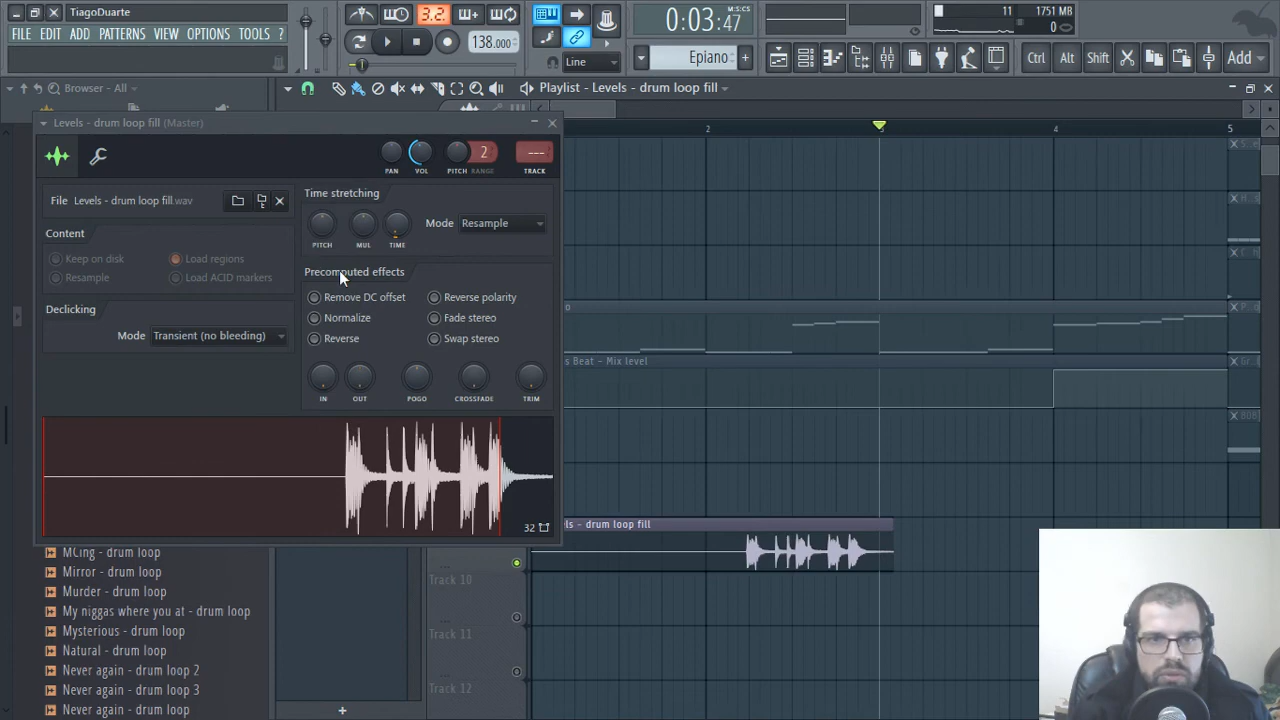 TiagoDuarte
FILE EDIT ADD PATTERNS VIEW OPTIONS TOOLS ?
3.2.
138.000
Line
0:03:47
M:S:CS
Epiano
11
1751 MB
0
Ctrl Alt Shift Add
Browser - All
Playlist - Levels - drum loop fill
Levels - drum loop fill (Master)
PAN VOL PITCH RANGE 2 TRACK ---
File Levels - drum loop fill.wav
Content
Keep on disk Load regions
Resample Load ACID markers
Declicking
Mode Transient (no bleeding)
Time stretching
PITCH MUL TIME Mode Resample
Precomputed effects
Remove DC offset Reverse polarity
Normalize Fade stereo
Reverse Swap stereo
IN OUT POGO CROSSFADE TRIM
32
2 4 5
s Beat - Mix level
els - drum loop fill
Track 10
Track 11
Track 12
MCing - drum loop
Mirror - drum loop
Murder - drum loop
My niggas where you at - drum loop
Mysterious - drum loop
Natural - drum loop
Never again - drum loop 2
Never again - drum loop 3
Never again - drum loop